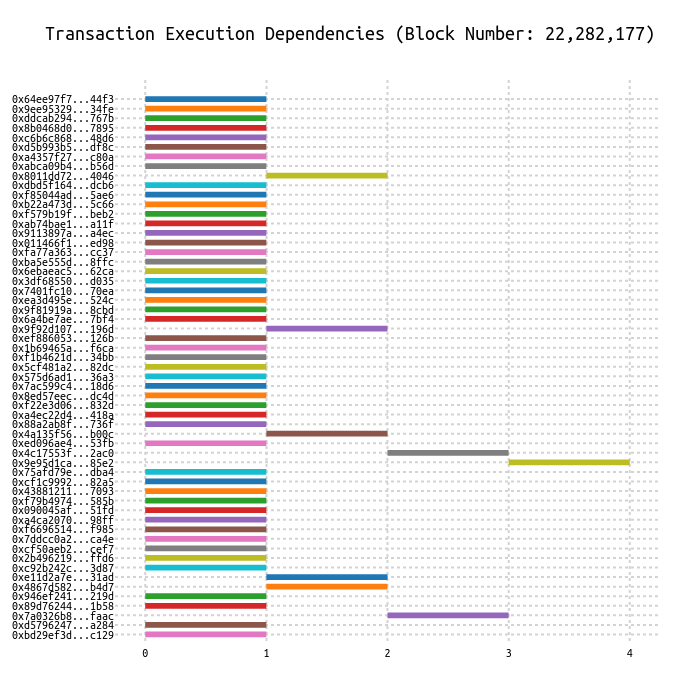 Transaction Execution Dependencies (Block Number: 22,282,177)
0x64ee97f7...44f3
0x9ee95329...34fe
0xddcab294...767b
0x8b0468d0...7895
0xc6b6c868...48d6
0xd5b993b5...df8c
0xa4357f27...c80a
0xabca09b4...b56d
0x8011dd72...4046
0xdbd5f164...dcb6
0xf85044ad...5ae6
0xb22a473d...5c66
0xf579b19f...beb2
0xab74bae1...a11f
0x9113897a...a4ec
0x011466f1...ed98
0xfa77a363...cc37
0xba5e555d...8ffc
0x6ebaeac5...62ca
0x3df68550...d035
0x7401fc10...70ea
0xea3d495e...524c
0x9f81919a...8cbd
0x6a4be7ae...7bf4
0x9f92d107...196d
0xef886053...126b
0x1b69465a...f6ca
0xf1b4621d...34bb
0x5cf481a2...82dc
0x575d6ad1...36a3
0x7ac599c4...18d6
0x8ed57eec...dc4d
0xf22e3d06...832d
0xa4ec22d4...418a
0x88a2ab8f...736f
0x4a135f56...b00c
0xed096ae4...53fb
0x4c17553f...2ac0
0x9e95d1ca...85e2
0x75afd79e...dba4
0xcf1c9992...82a5
0x43881211...7093
0xf79b4974...585b
0x090045af...51fd
0xa4ca2070...98ff
0xf6696514...f985
0x7ddcc0a2...ca4e
0xcf50aeb2...cef7
0x2b496219...ffd6
0xc92b242c...3d87
0xe11d2a7e...31ad
0x4867d582...b4d7
0x946ef241...219d
0x89d76244...1b58
0x7a0326b8...faac
0xd5796247...a284
0xbd29ef3d...c129
0 1 2 3 4